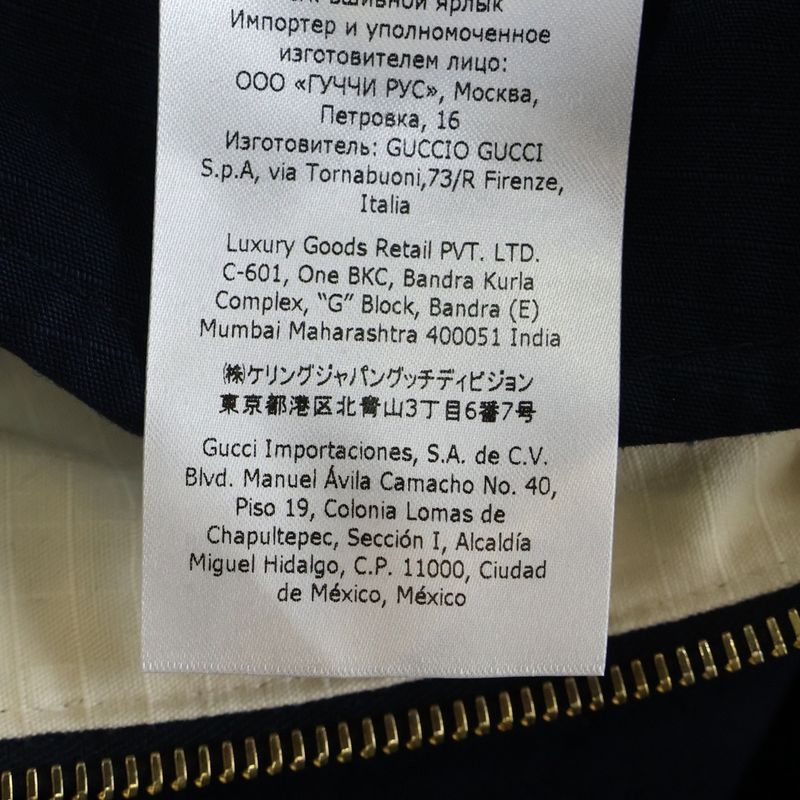 вшивной ярлык
Импортер и уполномоченное
изготовителем лицо:
ООО «ГУЧЧИ РУС», Москва,
Петровка, 16
Изготовитель: GUCCIO GUCCI
S.p.A, via Tornabuoni,73/R Firenze,
Italia
Luxury Goods Retail PVT. LTD.
C-601, One BKC, Bandra Kurla
Complex, “G” Block, Bandra (E)
Mumbai Maharashtra 400051 India
㈱ケリングジャパングッチディビジョン
東京都港区北青山3丁目6番7号
Gucci Importaciones, S.A. de C.V.
Blvd. Manuel Ávila Camacho No. 40,
Piso 19, Colonia Lomas de
Chapultepec, Sección I, Alcaldía
Miguel Hidalgo, C.P. 11000, Ciudad
de México, México